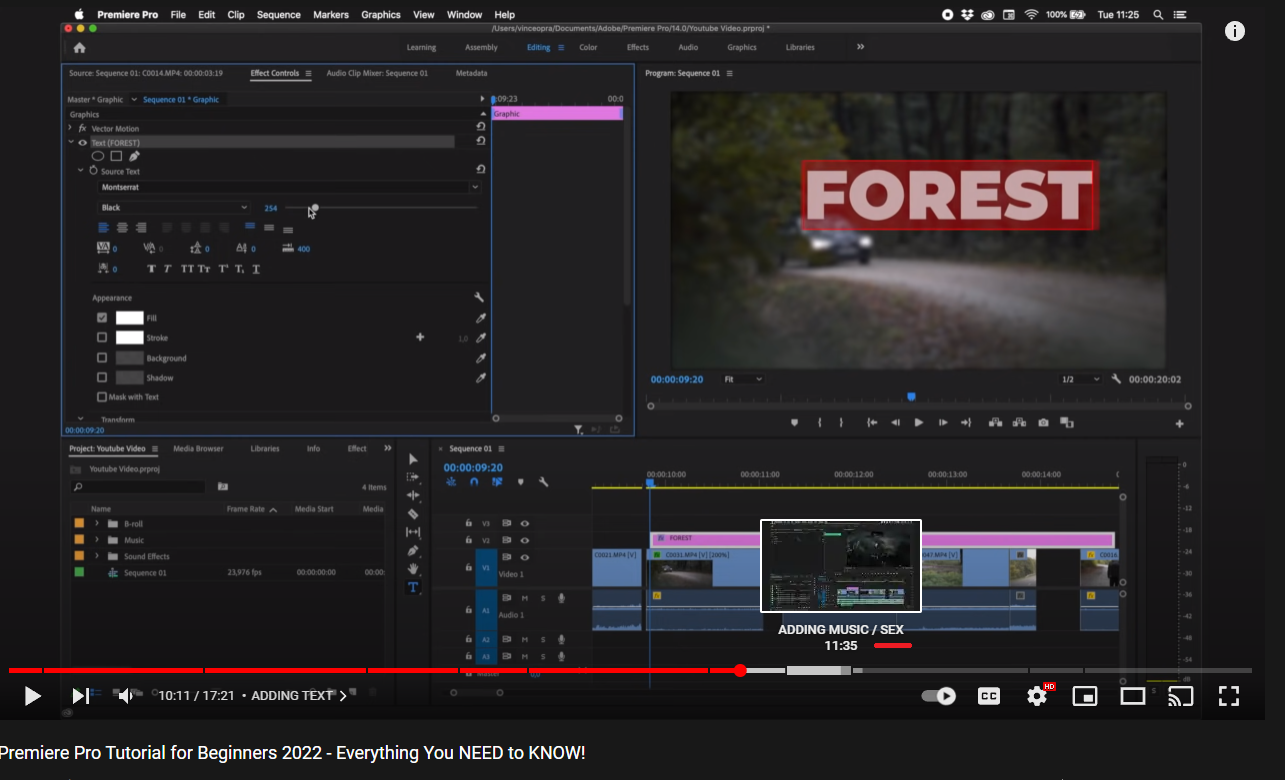 Premiere Pro File Edit Clip Sequence Markers Graphics View Window Help 100% Tue 11:25
/Users/vinceopra/Documents/Adobe/Premiere Pro/14.0/Youtube Video.prproj *
Learning Assembly Editing Color Effects Audio Graphics Libraries
Source: Sequence 01: C0014.MP4: 00:00:03:19 Effect Controls Audio Clip Mixer: Sequence 01 Metadata
Program: Sequence 01
Master * Graphic Sequence 01 * Graphic
:09:23 00:0
Graphics
Graphic
fx Vector Motion
Text (FOREST)
Source Text
Montserrat
Black 254
0 0 0 0 400
0 T T TT TT T' T, T
Appearance
Fill
Stroke 1,0
Background
Shadow
Mask with Text
Transform
00:00:09:20
FOREST
00:00:09:20 Fit 1/2 00:00:20:02
Project: Youtube Video Media Browser Libraries Info Effect
Youtube Video.prproj
4 Items
Name Frame Rate Media Start Media
B-roll
Music
Sound Effects
Sequence 01 23,976 fps 00:00:00:00 00:00:
Sequence 01
00:00:09:20
00:00:10:00 00:00:11:00 00:00:12:00 00:00:13:00 00:00:14:00
V3
V2
V1 Video 1
A1 M S
Audio 1
A2 M S
A3 M S
Master 0,0
fx FOREST
C0021.MP4 [V] C0031.MP4 [V] [200%] 047.MP4 [V] C0016
0
-6
-12
-18
-24
-30
-36
-42
-48
-54
dB
S
ADDING MUSIC / SEX
11:35
10:11 / 17:21 • ADDING TEXT
CC
HD
Premiere Pro Tutorial for Beginners 2022 - Everything You NEED to KNOW!